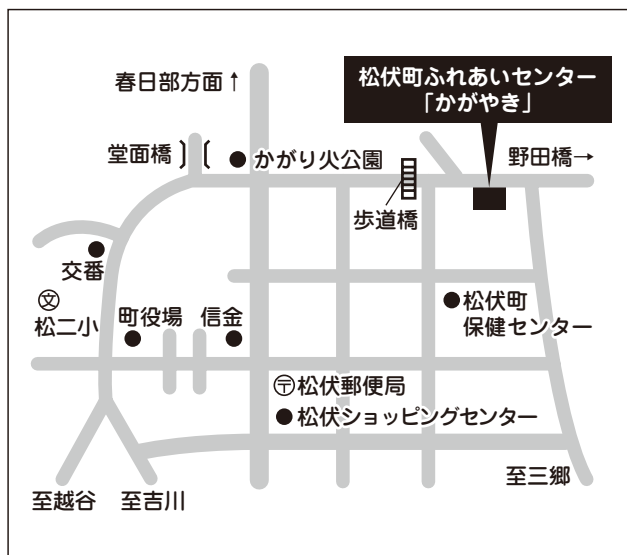 春日部方面↑
松伏町ふれあいセンター
「かがやき」
堂面橋
かがり火公園
野田橋→
歩道橋
交番
文
松二小
町役場
信金
松伏町
保健センター
〒松伏郵便局
松伏ショッピングセンター
至越谷
至吉川
至三郷